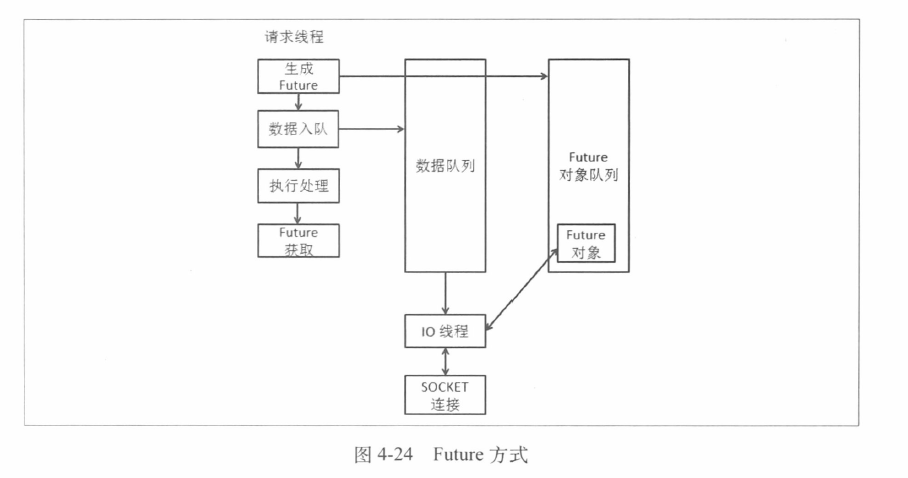 请求线程
生成
Future
数据入队
执行处理
Future
获取
数据队列
Future
对象队列
Future
对象
IO 线程
SOCKET
连接
图 4-24 Future 方式